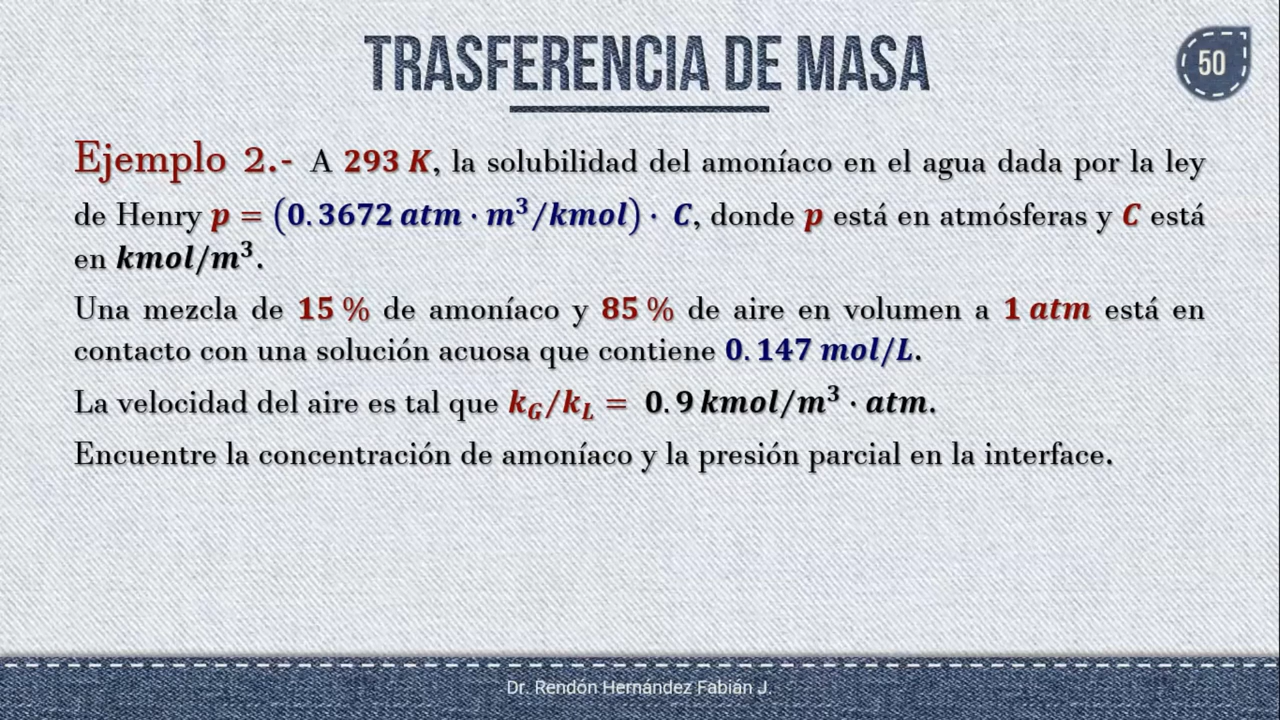 TRASFERENCIA DE MASA
50
Ejemplo 2.- A 293 K, la solubilidad del amoníaco en el agua dada por la ley
de Henry p = (0.3672 atm · m³/kmol) · C, donde p está en atmósferas y C está
en kmol/m³.
Una mezcla de 15 % de amoníaco y 85 % de aire en volumen a 1 atm está en
contacto con una solución acuosa que contiene 0.147 mol/L.
La velocidad del aire es tal que k_G/k_L = 0.9 kmol/m³ · atm.
Encuentre la concentración de amoníaco y la presión parcial en la interface.
Dr. Rendón Hernández Fabián J.